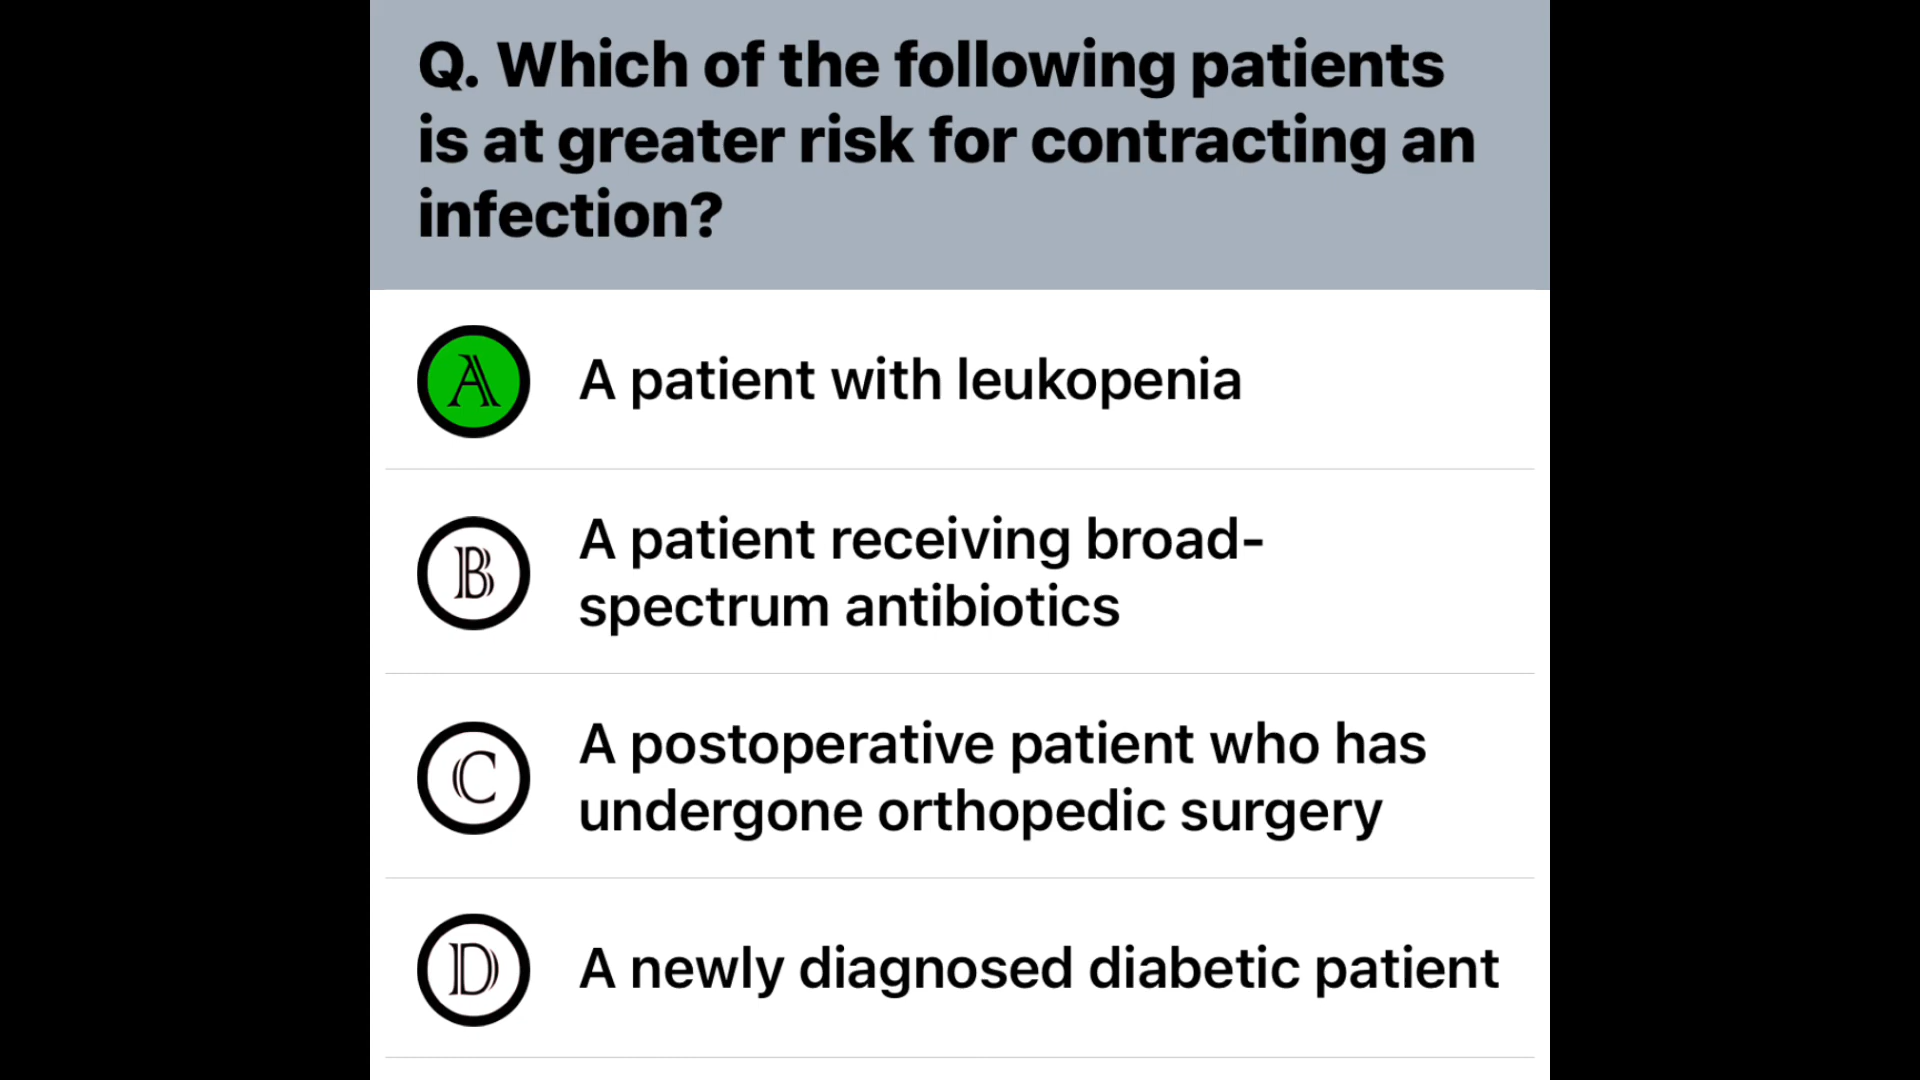 Q. Which of the following patients
is at greater risk for contracting an
infection?
A A patient with leukopenia
B A patient receiving broad-
spectrum antibiotics
C A postoperative patient who has
undergone orthopedic surgery
D A newly diagnosed diabetic patient